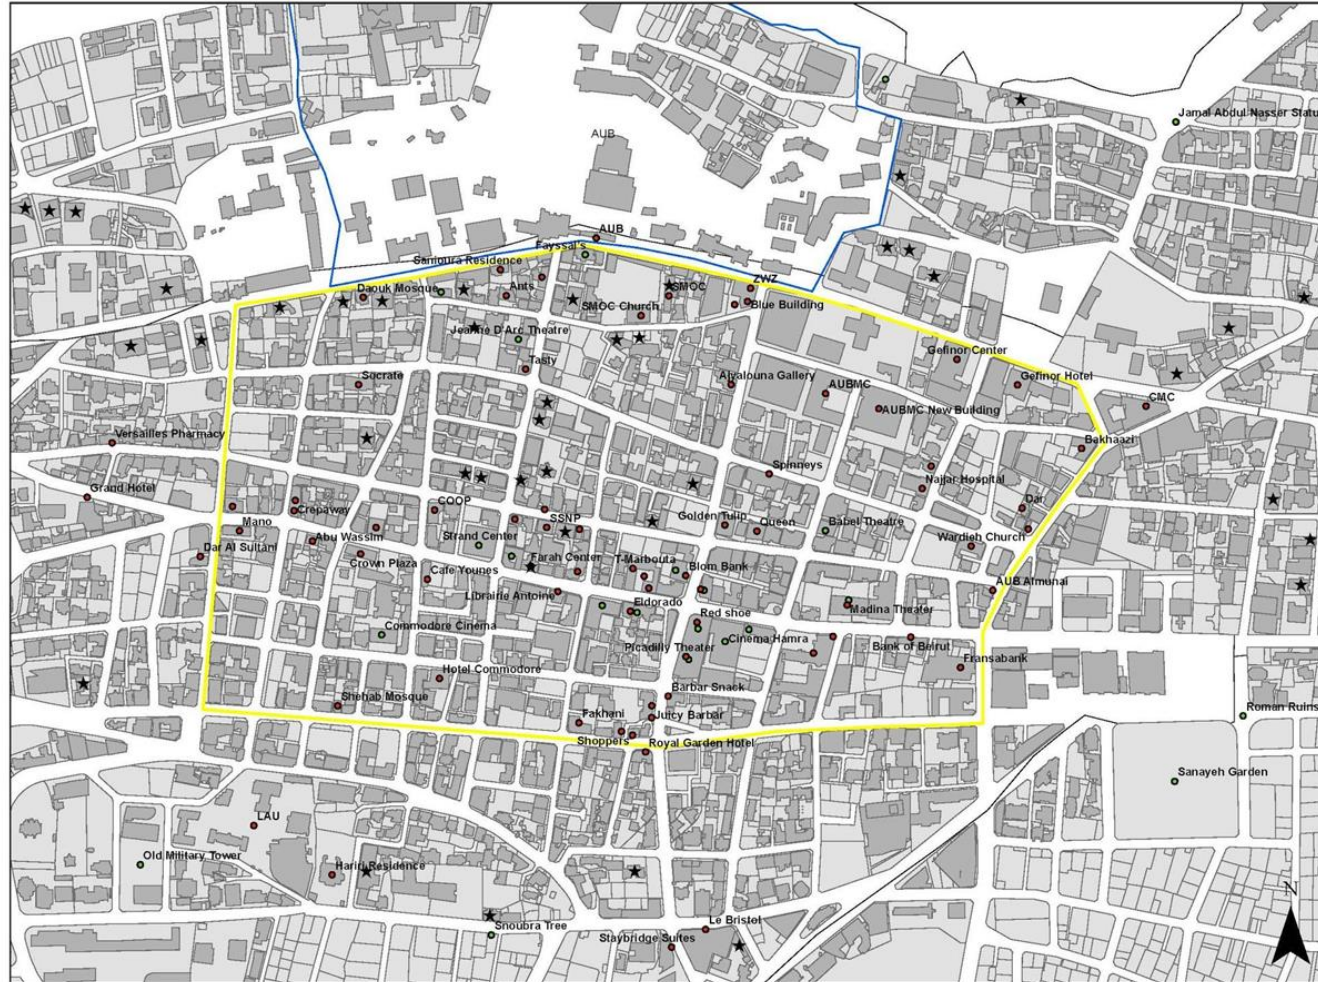 Jamal Abdul Nasser Statu
AUB
AUB
Fayssal's
Sanioura Residence
ZWZ
Daouk Mosque
Ants
SMOC
SMOC Church
Blue Building
Jeanne D'Arc Theatre
Gefinor Center
Tasty
Socrate
Alyalouna Gallery
AUBMC
Gefinor Hotel
AUBMC New Building
CMC
Versailles Pharmacy
Bakhaazi
Spinneys
Najjar Hospital
Grand Hotel
Dar
COOP
Crepaway
Mano
SSNP
Golden Tulip
Queen
Babel Theatre
Abu Wassim
Strand Center
Wardieh Church
Dar Al Sultani
Crown Plaza
Farah Center
T-Marbouta
Blom Bank
Cafe Younes
AUB Almunai
Librairie Antoine
Eldorado
Madina Theater
Red shoe
Commodore Cinema
Cinema Hamra
Picadilly Theater
Bank of Beirut
Fransabank
Hotel Commodore
Shehab Mosque
Barbar Snack
Fakhani
Juicy Barbar
Roman Ruins
Shoppers
Royal Garden Hotel
Sanayeh Garden
LAU
Old Military Tower
Hariri Residence
N
Snoubra Tree
Le Bristol
Staybridge Suites